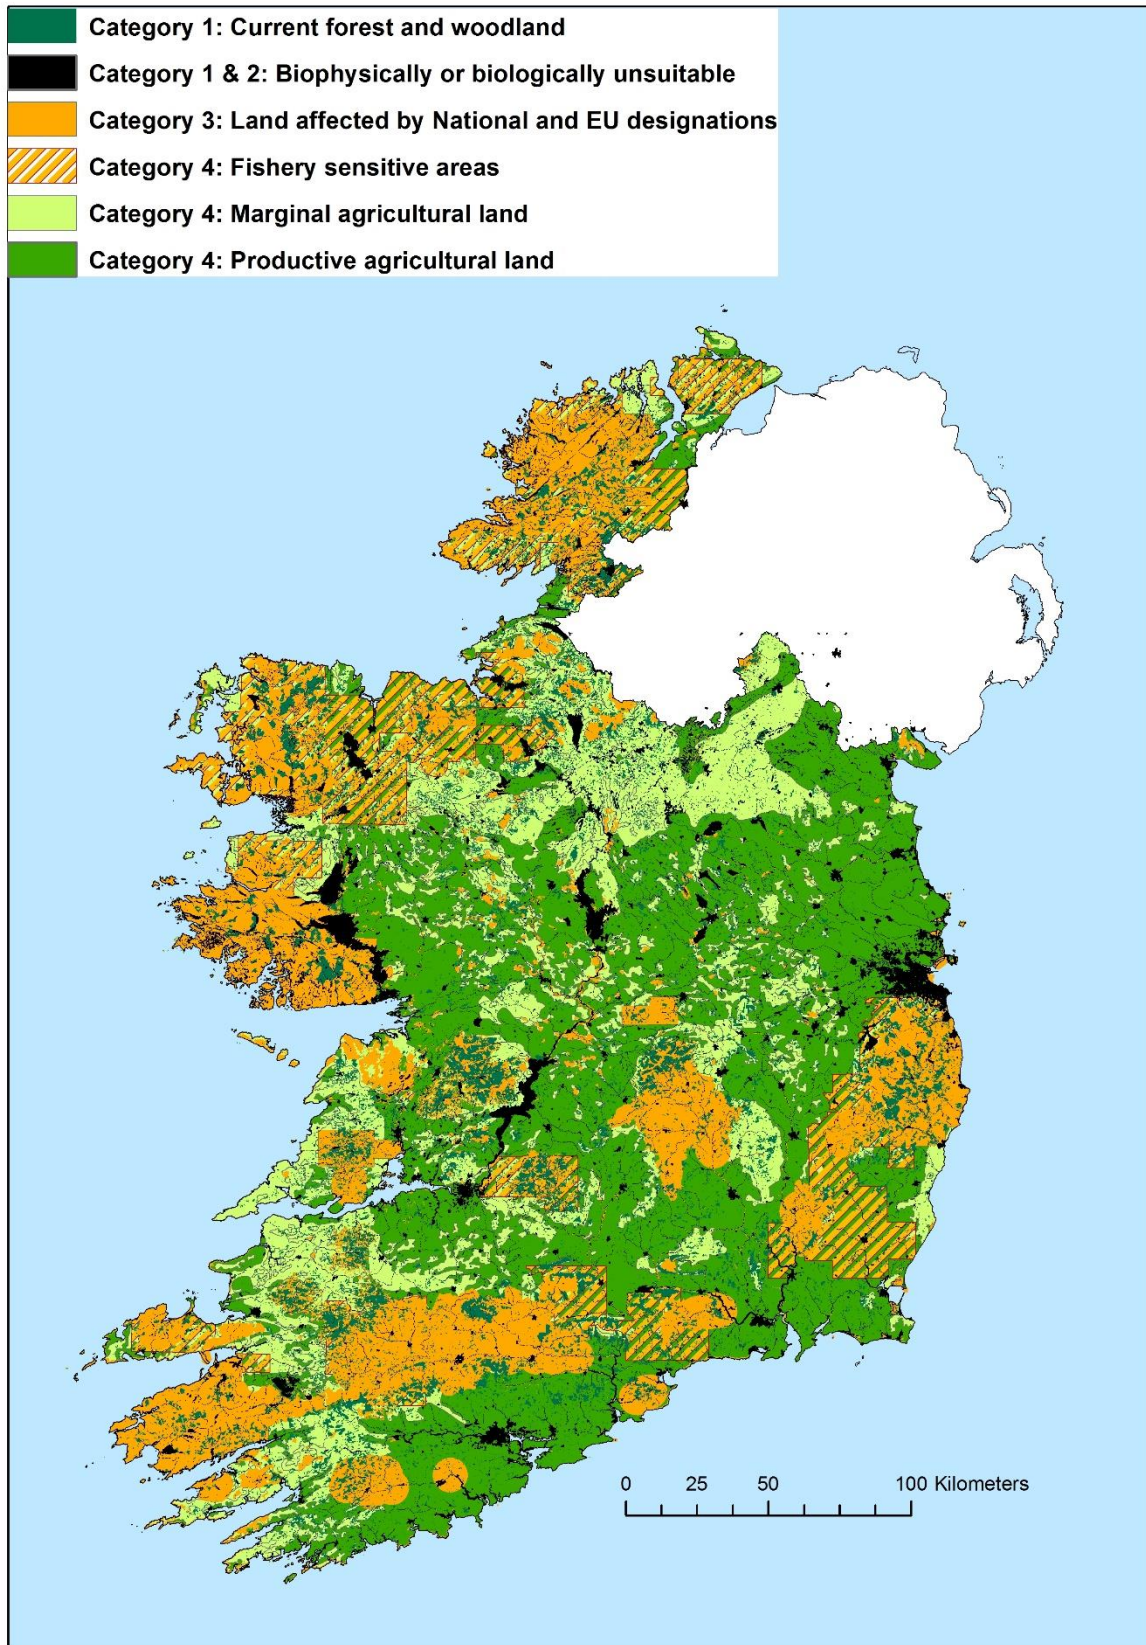 Category 1: Current forest and woodland
Category 1 & 2: Biophysically or biologically unsuitable
Category 3: Land affected by National and EU designations
Category 4: Fishery sensitive areas
Category 4: Marginal agricultural land
Category 4: Productive agricultural land
0 25 50 100 Kilometers